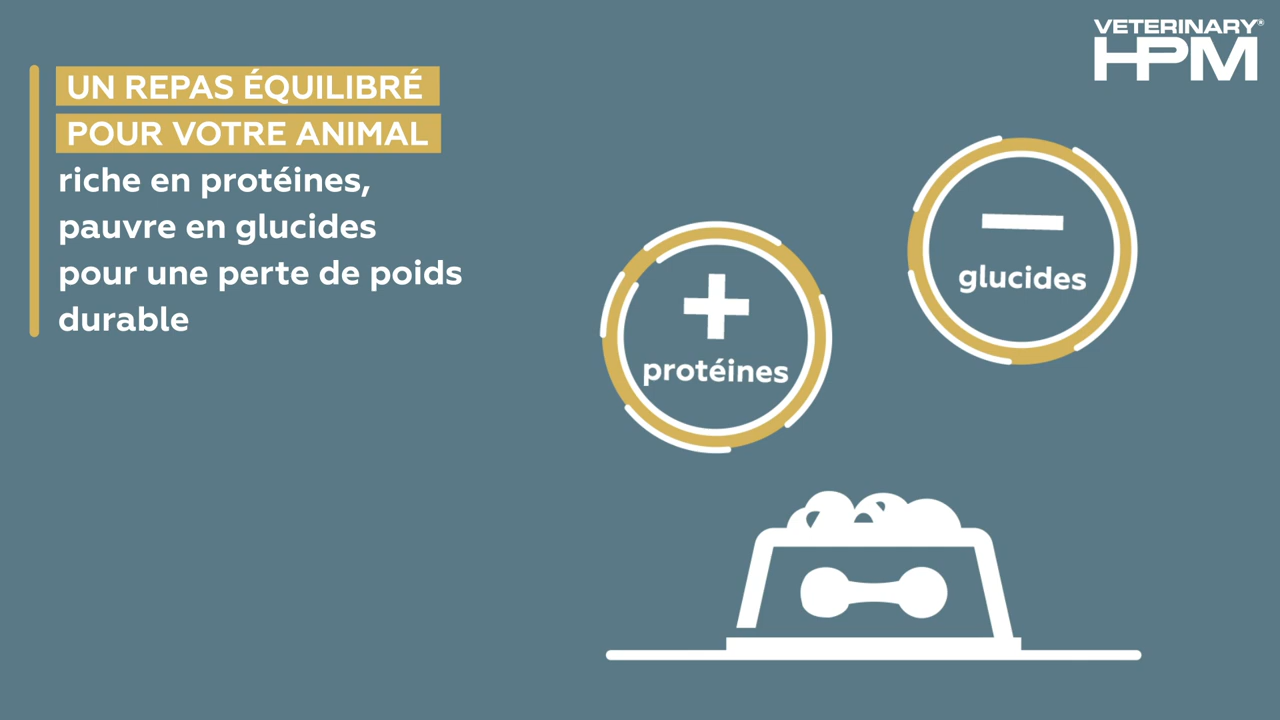 VETERINARY®
HPM
UN REPAS ÉQUILIBRÉ
POUR VOTRE ANIMAL
riche en protéines,
pauvre en glucides
pour une perte de poids
durable
+
protéines
−
glucides